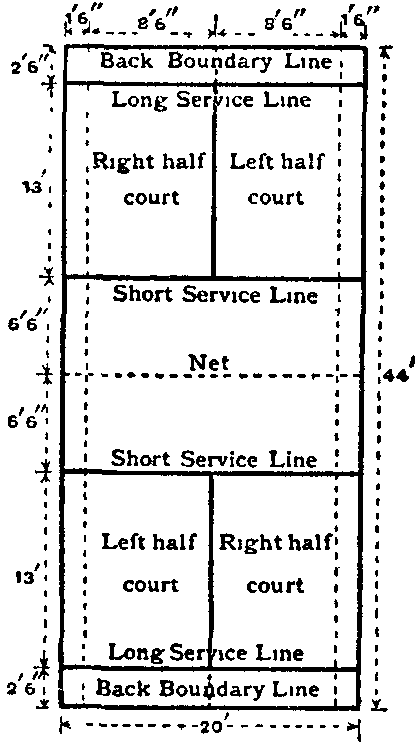 1'6" 8'6" 8'6" 1'6"
2'6" Back Boundary Line
Long Service Line
Right half Left half
13' court court
Short Service Line
6'6"
Net
44'
6'6"
Short Service Line
Left half Right half
13' court court
Long Service Line
2'6" Back Boundary Line
20'